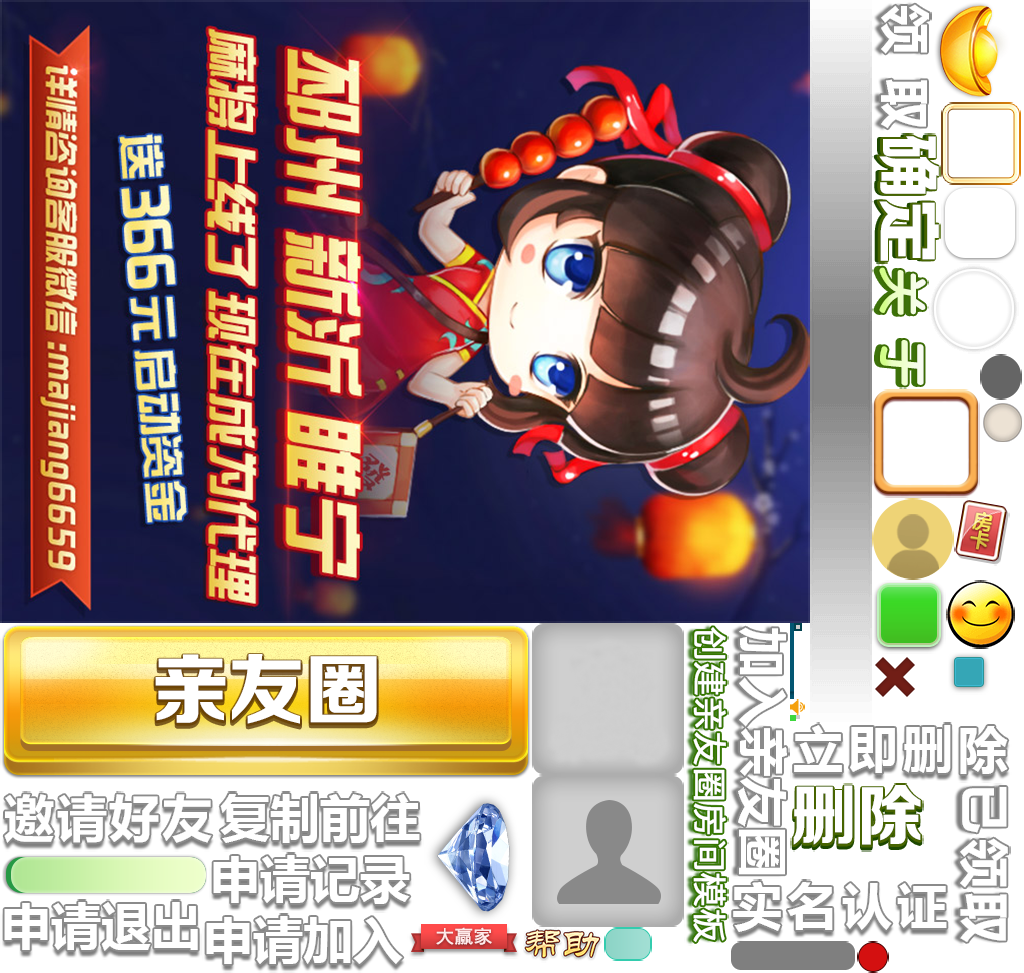 邳州 新沂 睢宁
麻将上线了 现在成为代理
送366元启动资金
详情咨询客服微信:majiang6659
领取
确定
关于
房卡
亲友圈
创建亲友圈房间模板
加入亲友圈
立即删除
删除
已领取
邀请好友
复制前往
申请记录
申请退出
申请加入
大赢家
帮助
实名认证